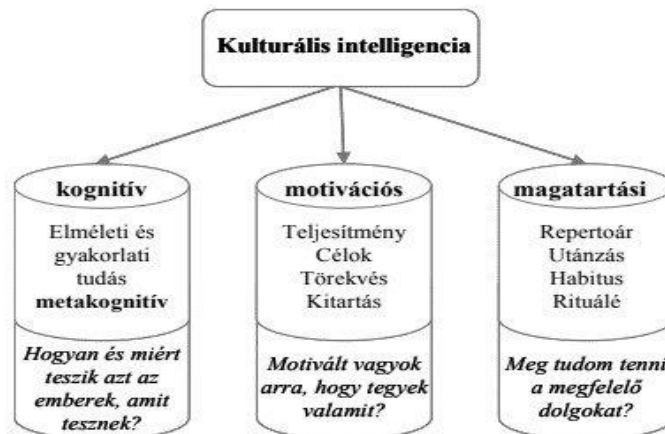 Kulturális intelligencia
kognitív
Elméleti és
gyakorlati
tudás
metakognitív
Hogyan és miért
teszik azt az
emberek, amit
tesznek?
motivációs
Teljesítmény
Célok
Törekvés
Kitartás
Motivált vagyok
arra, hogy tegyek
valamit?
magatartási
Repertoár
Utánzás
Habitus
Rituálé
Meg tudom tenni
a megfelelő
dolgokat?